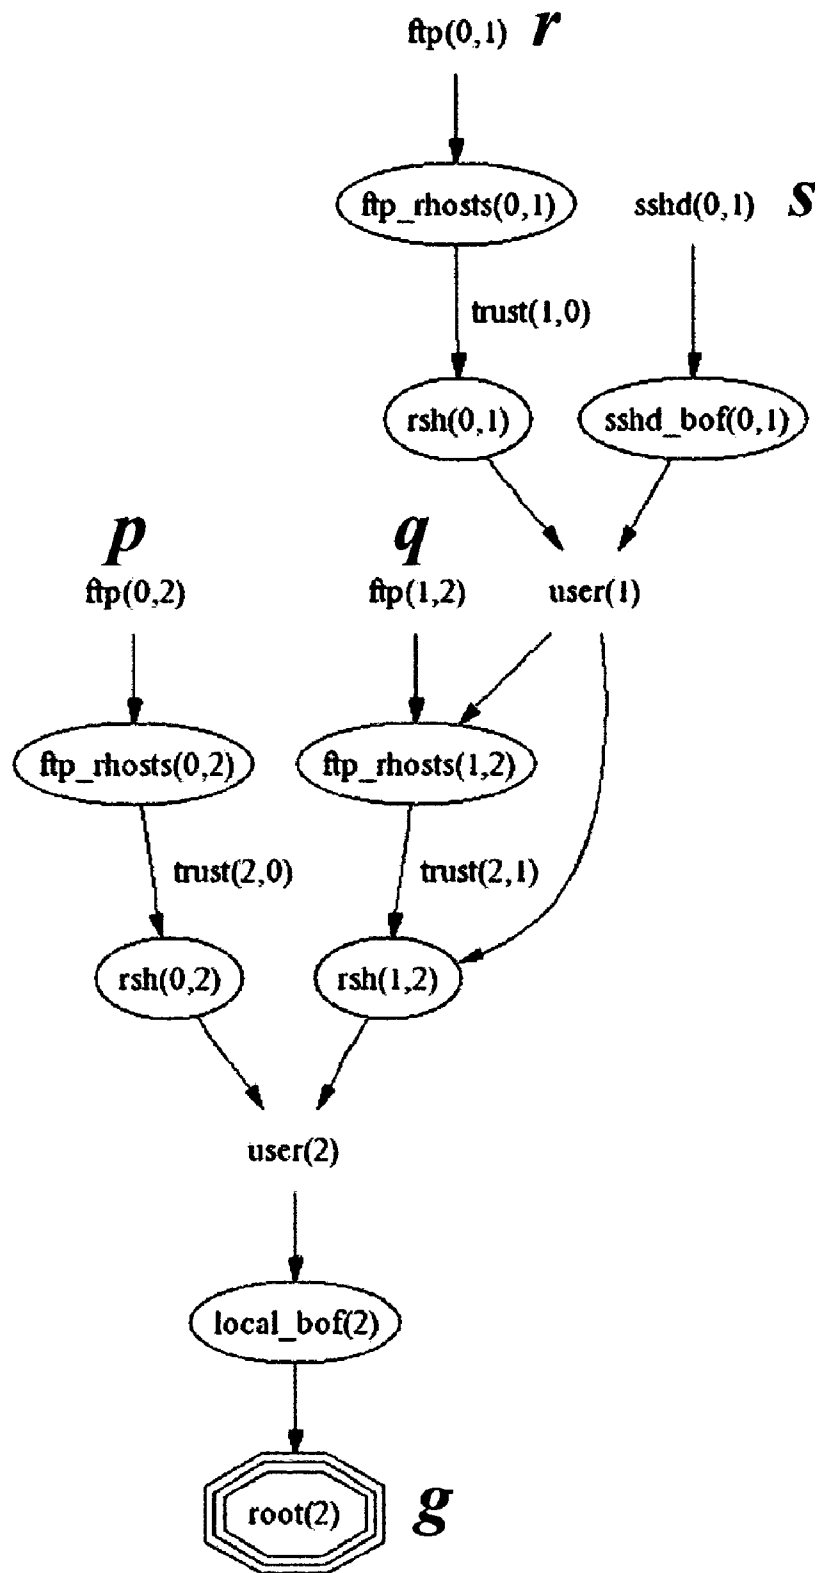 ftp(0,1) r
ftp_rhosts(0,1)
sshd(0,1) s
trust(1,0)
rsh(0,1)
sshd_bof(0,1)
p
q
ftp(0,2)
ftp(1,2)
user(1)
ftp_rhosts(0,2)
ftp_rhosts(1,2)
trust(2,0)
trust(2,1)
rsh(0,2)
rsh(1,2)
user(2)
local_bof(2)
root(2) g